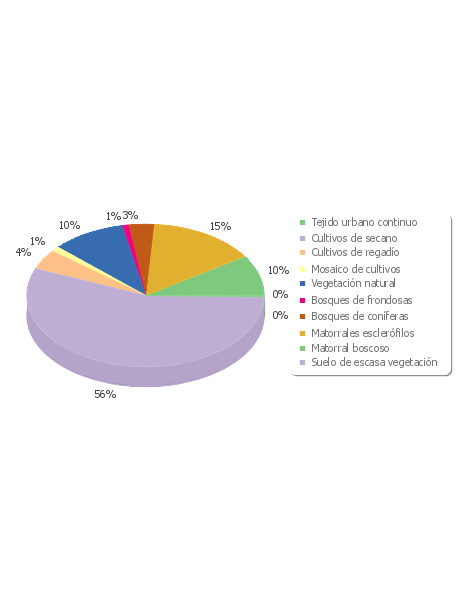 1%
3%
10%
15%
1%
4%
10%
0%
0%
56%
Tejido urbano continuo
Cultivos de secano
Cultivos de regadío
Mosaico de cultivos
Vegetación natural
Bosques de frondosas
Bosques de coníferas
Matorrales esclerófilos
Matorral boscoso
Suelo de escasa vegetación